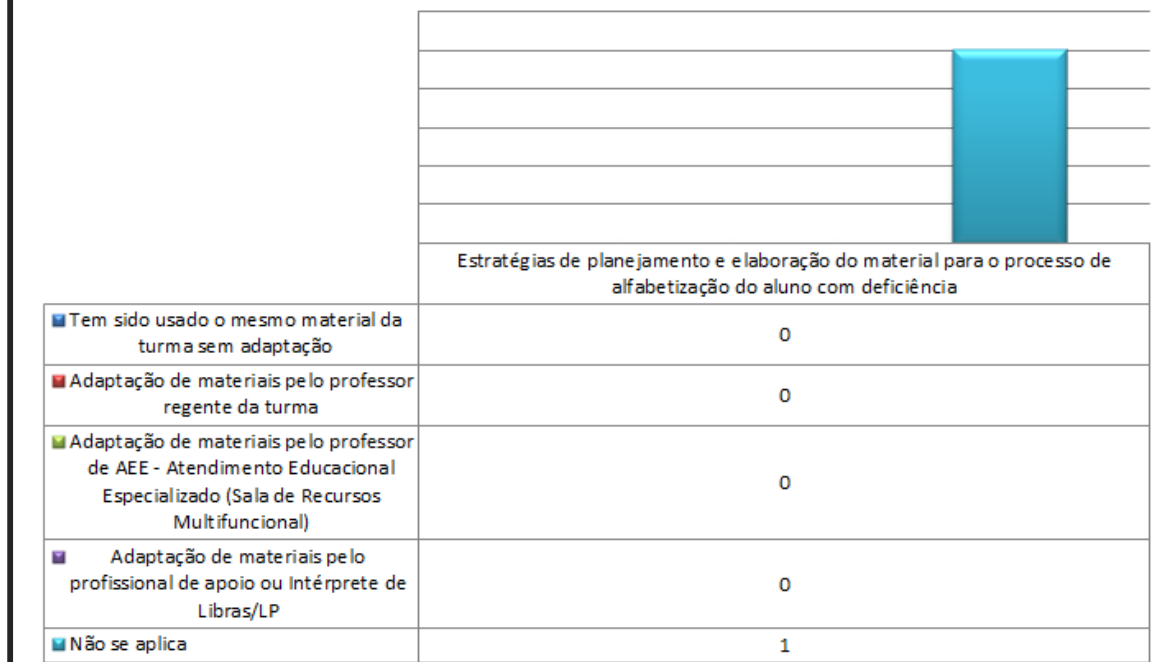 Estratégias de planejamento e elaboração do material para o processo de
alfabetização do aluno com deficiência
Tem sido usado o mesmo material da
turma sem adaptação
0
Adaptação de materiais pelo professor
regente da turma
0
Adaptação de materiais pelo professor
de AEE - Atendimento Educacional
Especializado (Sala de Recursos
Multifuncional)
0
Adaptação de materiais pelo
profissional de apoio ou Intérprete de
Libras/LP
0
Não se aplica
1